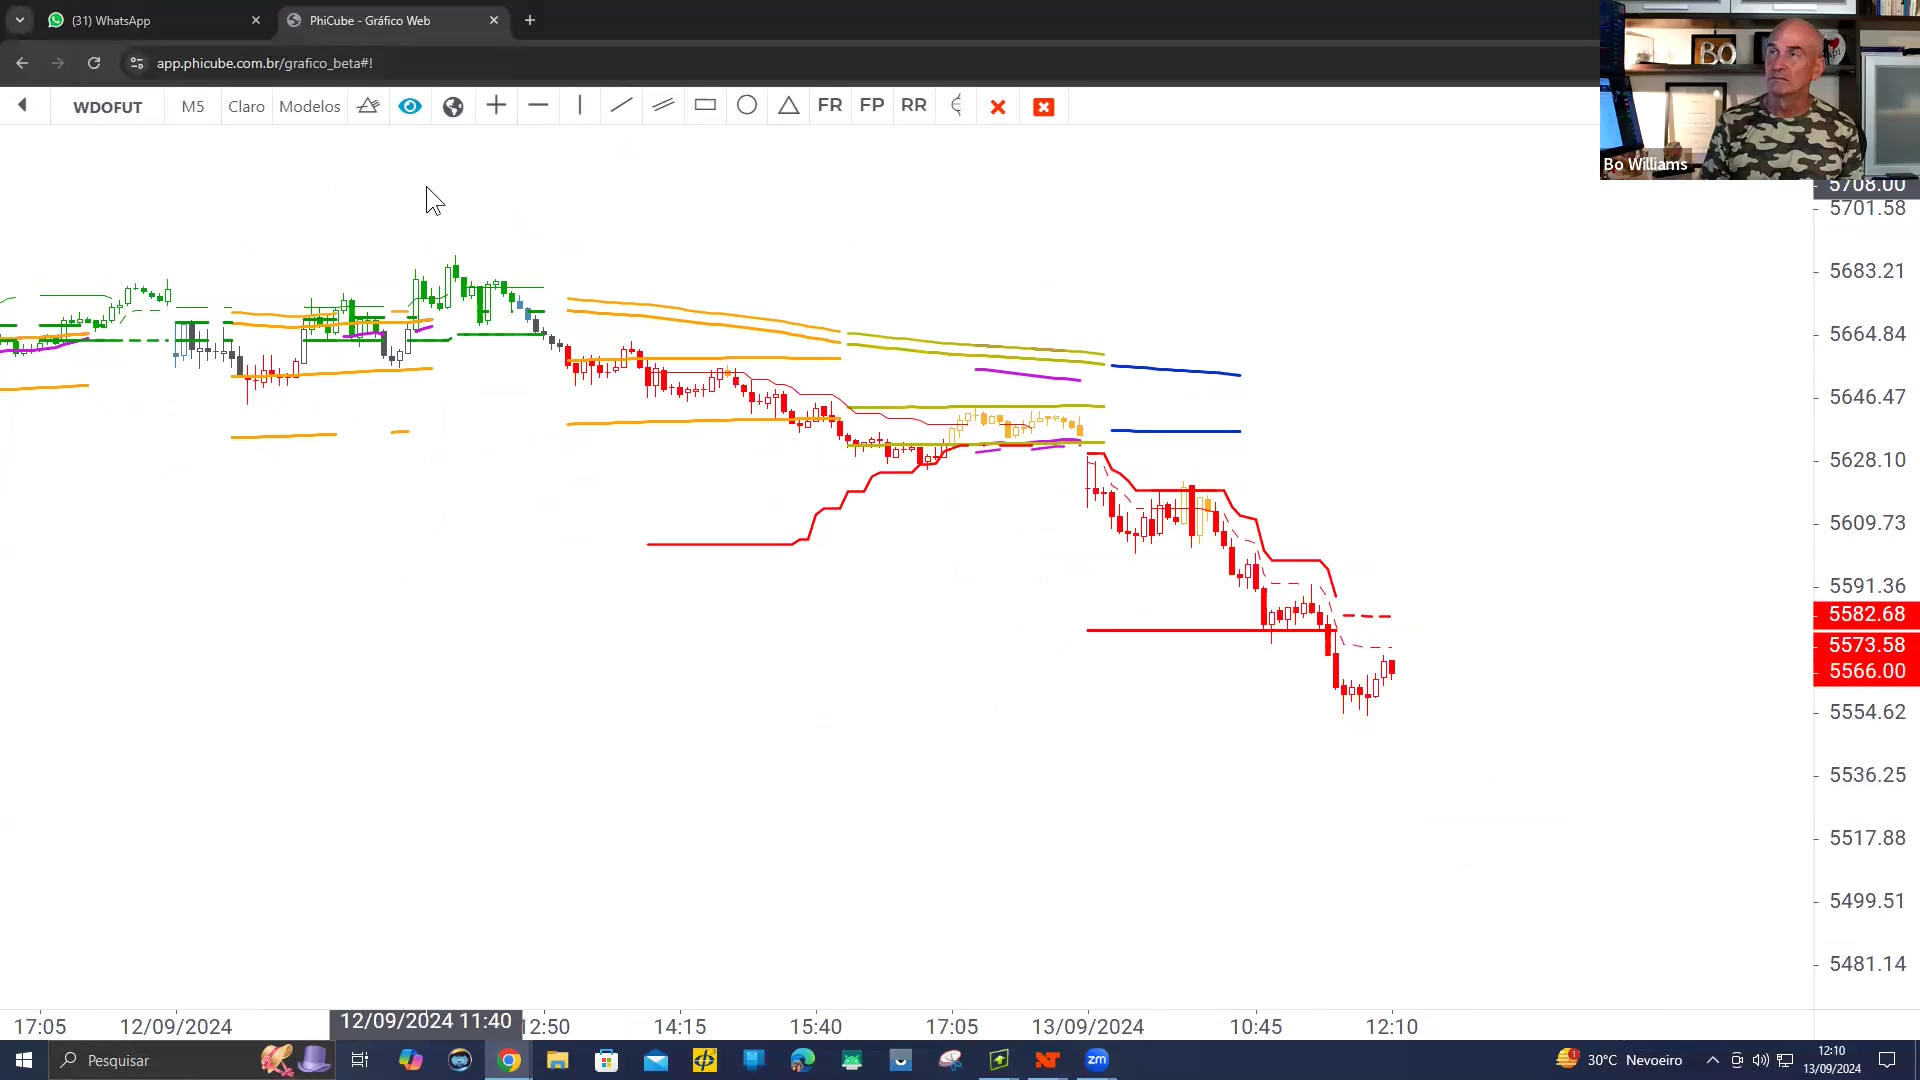 (31) WhatsApp
PhiCube - Gráfico Web
app.phicube.com.br/grafico_beta#!
WDOFUT M5 Claro Modelos FR FP RR
BO
Bo Williams
5708.00
5701.58
5683.21
5664.84
5646.47
5628.10
5609.73
5591.36
5582.68
5573.58
5566.00
5554.62
5536.25
5517.88
5499.51
5481.14
17:05 12/09/2024 12/09/2024 11:40 12:50 14:15 15:40 17:05 13/09/2024 10:45 12:10
Pesquisar
zm
30°C Nevoeiro
12:10
13/09/2024